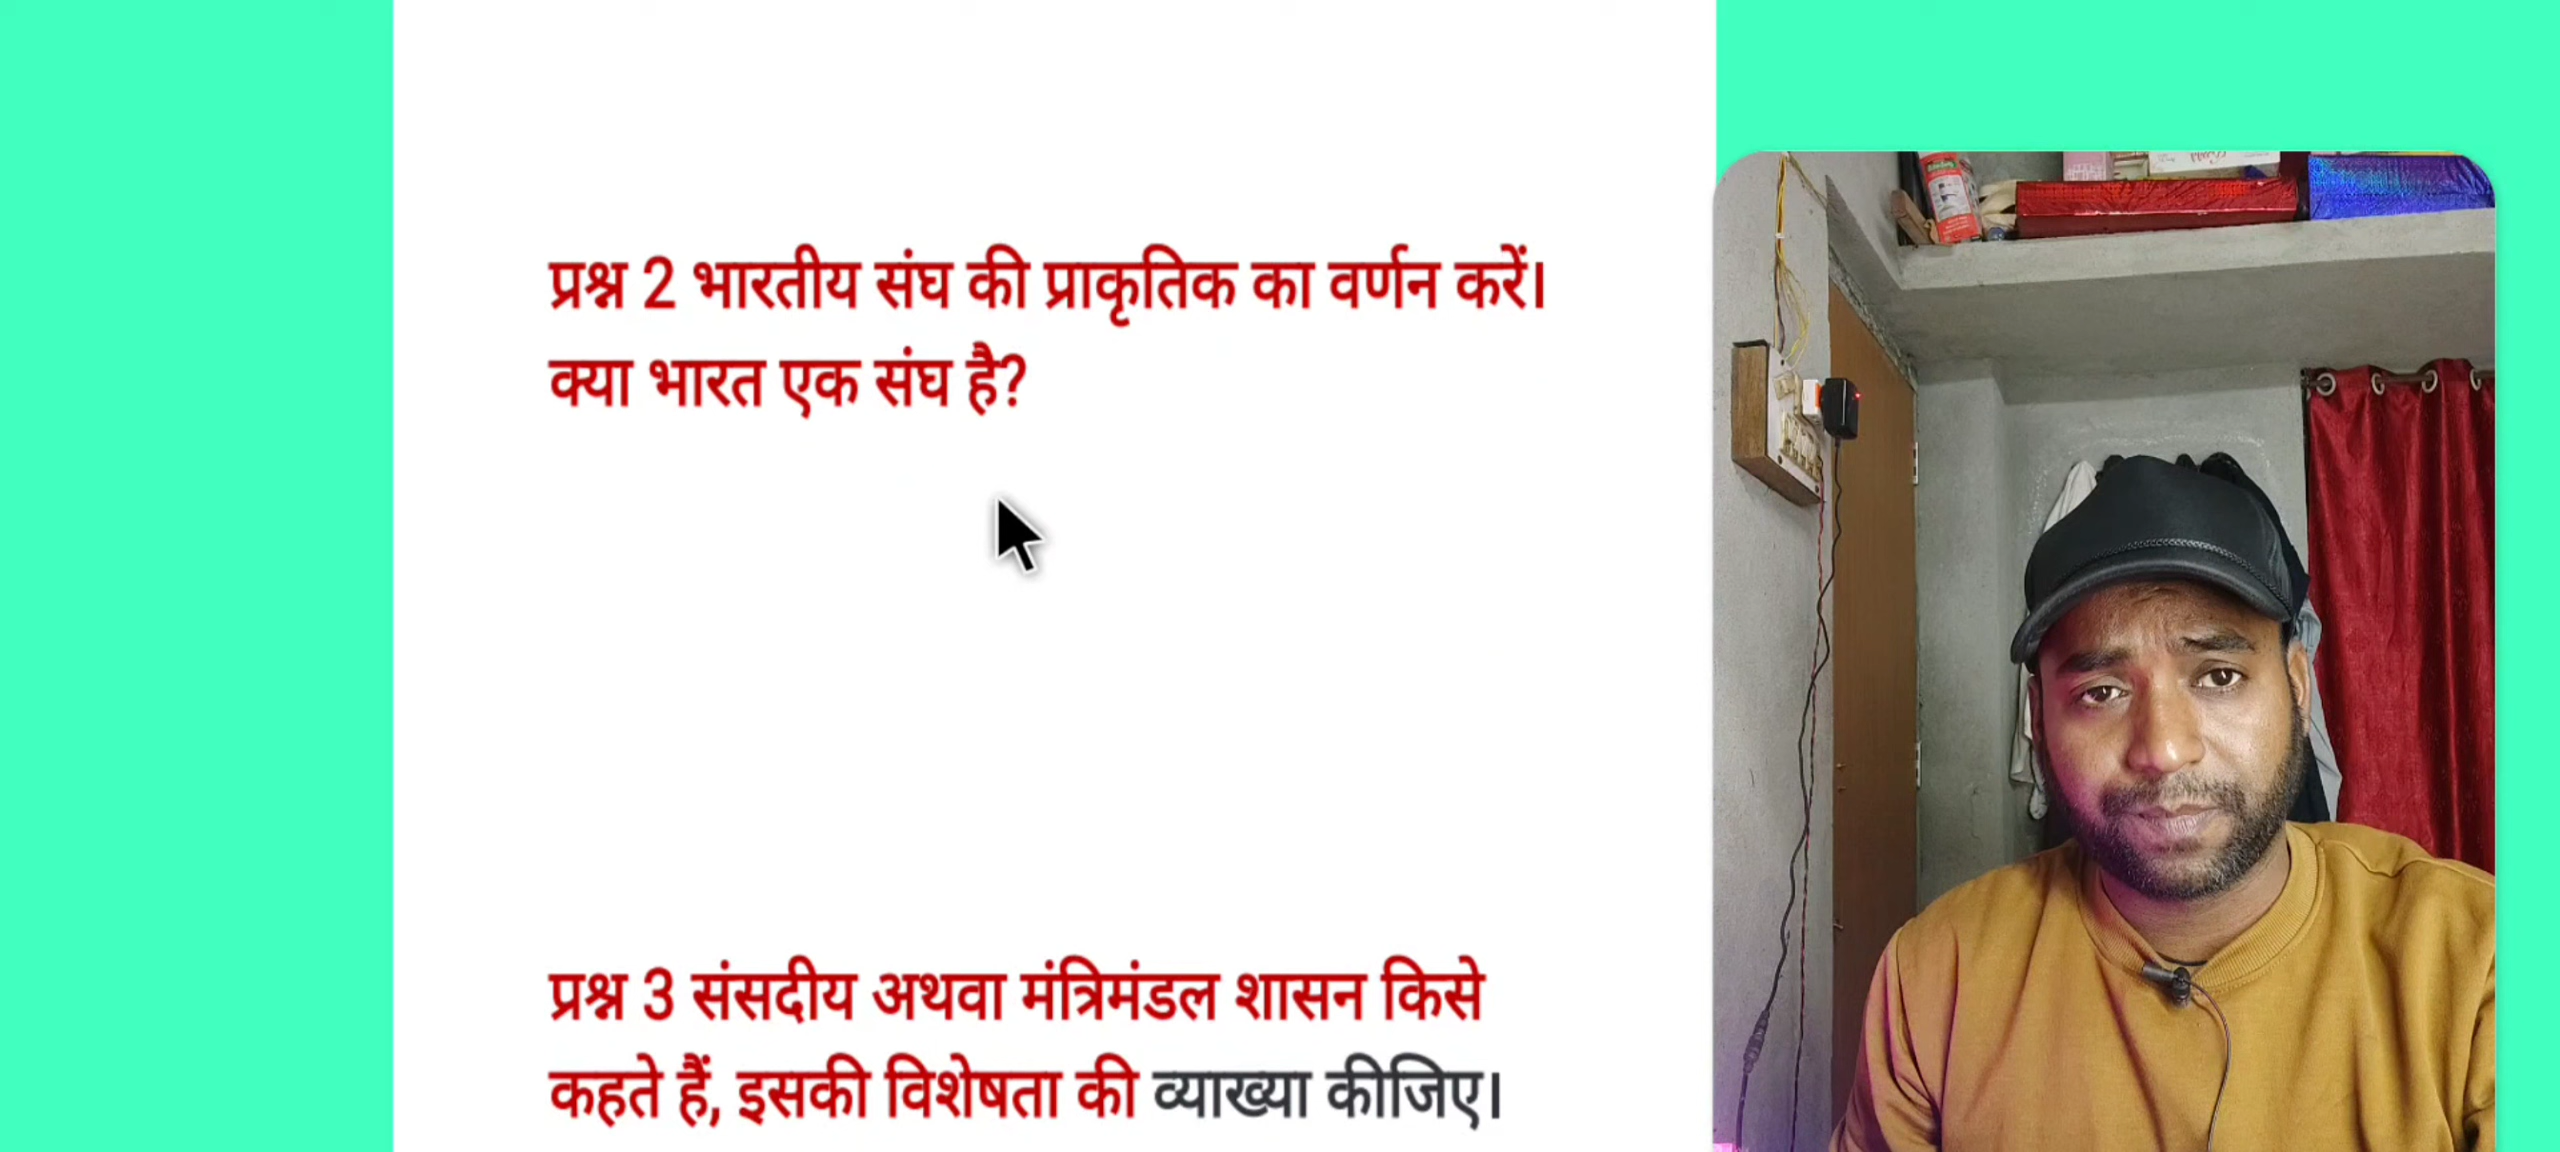 प्रश्न 2 भारतीय संघ की प्राकृतिक का वर्णन करें।
क्या भारत एक संघ है?
प्रश्न 3 संसदीय अथवा मंत्रिमंडल शासन किसे
कहते हैं, इसकी विशेषता की व्याख्या कीजिए।